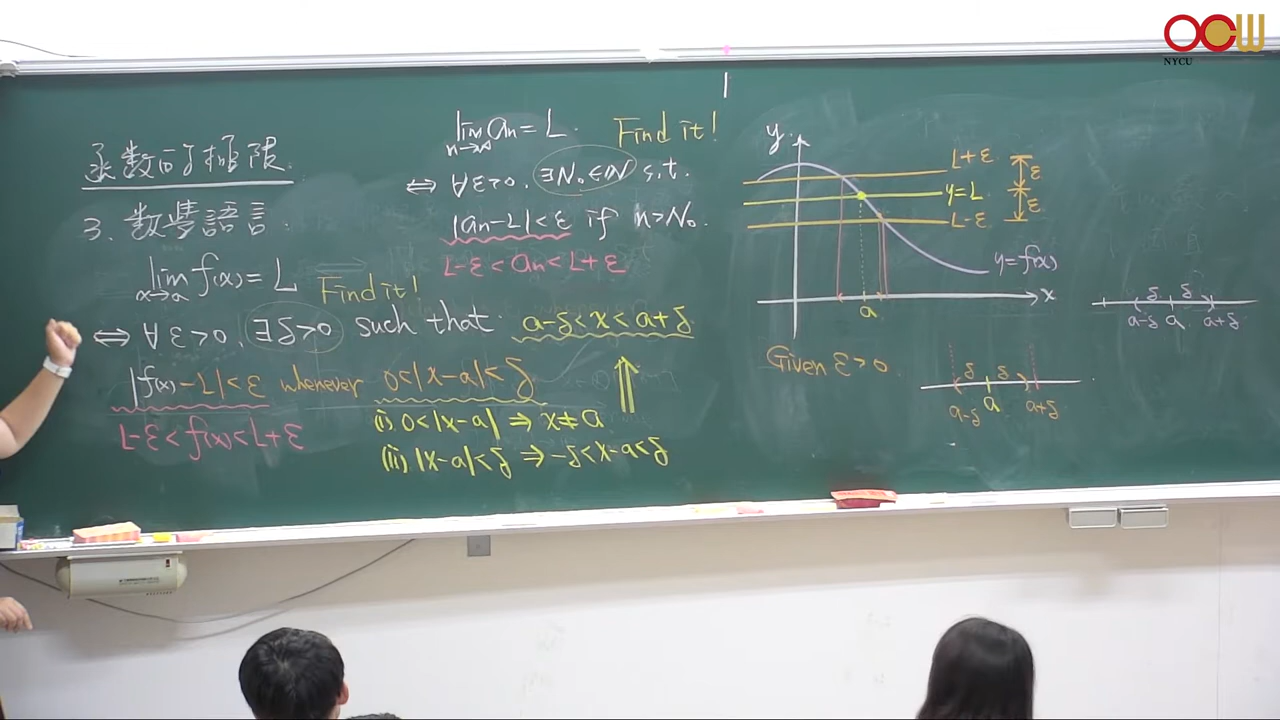 函數的極限
3. 數學語言
lim f(x) = L
x→a
Find it!
⇔ ∀ε>0, ∃δ>0 such that
a-δ<x<a+δ
|f(x)-L|<ε whenever 0<|x-a|<δ
L-ε<f(x)<L+ε
(i) 0<|x-a| ⇒ x≠a
(ii) |x-a|<δ ⇒ -δ<x-a<δ
lim an = L.
n→∞
Find it!
⇔ ∀ε>0, ∃N₀∈ℕ s.t.
|an-L|<ε if n>N₀.
L-ε<an<L+ε
y
L+ε
y=L
L-ε
ε
ε
y=f(x)
x
a
Given ε>0.
δ δ
a-δ a a+δ
δ δ
a-δ a a+δ
OCW
NYCU